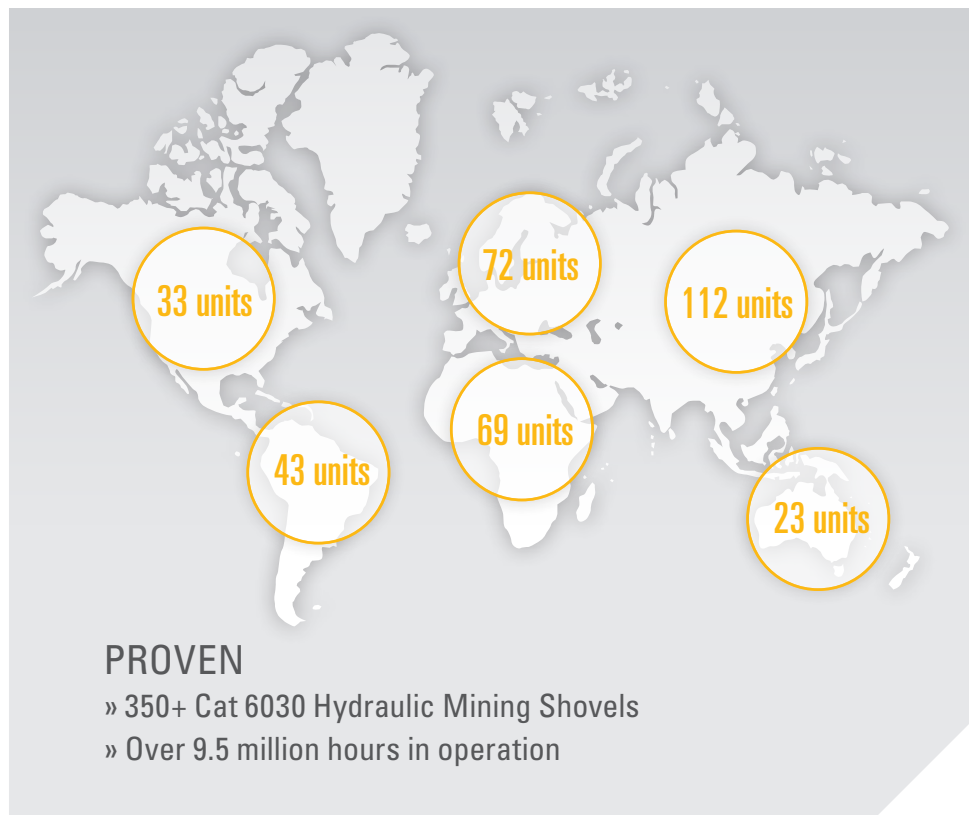 72 units
33 units
112 units
69 units
43 units
23 units
PROVEN
» 350+ Cat 6030 Hydraulic Mining Shovels
» Over 9.5 million hours in operation